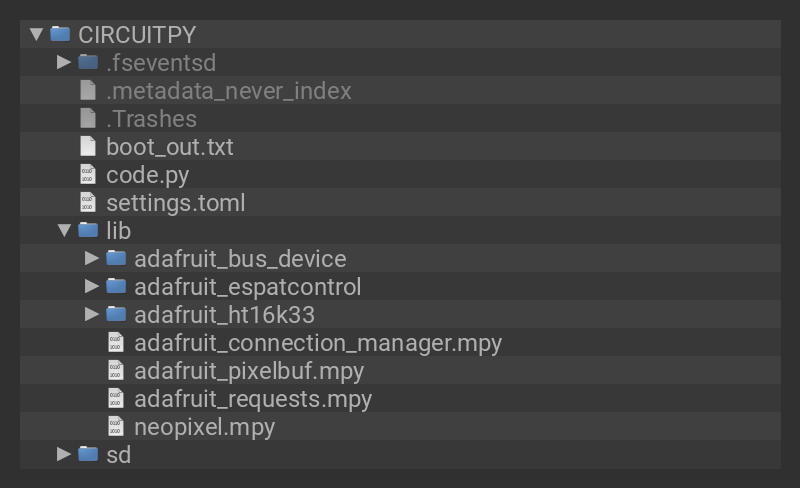 CIRCUITPY
.fseventsd
.metadata_never_index
.Trashes
boot_out.txt
code.py
settings.toml
lib
adafruit_bus_device
adafruit_espatcontrol
adafruit_ht16k33
adafruit_connection_manager.mpy
adafruit_pixelbuf.mpy
adafruit_requests.mpy
neopixel.mpy
sd